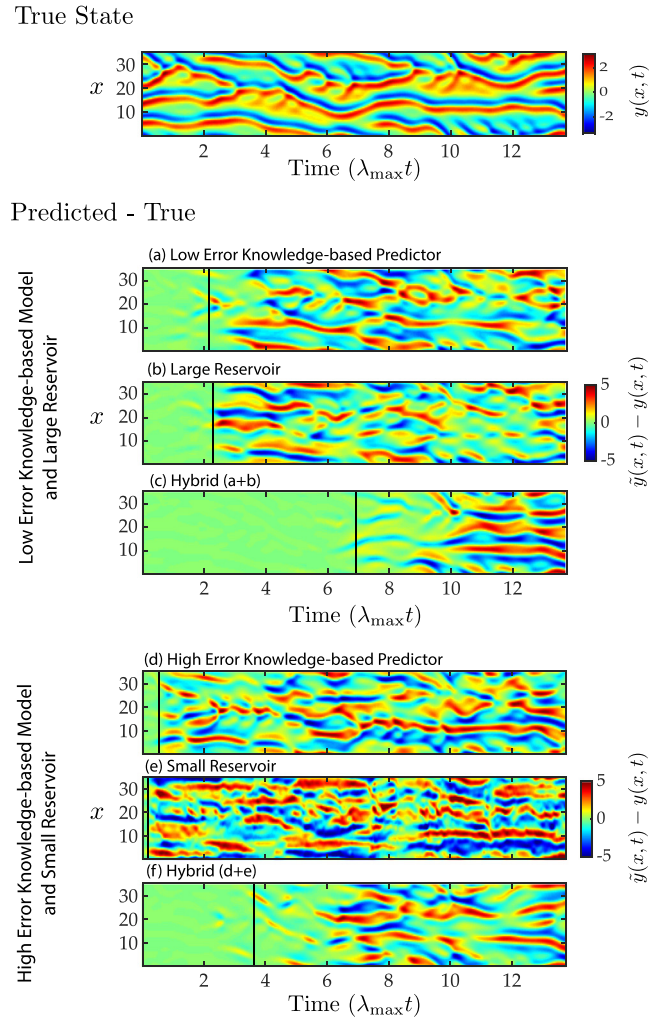 True State
30
20
10
x
2 4 6 8 10 12
Time (λmaxt)
2
0
-2
y(x, t)
Predicted - True
Low Error Knowledge-based Model
and Large Reservoir
(a) Low Error Knowledge-based Predictor
30
20
10
(b) Large Reservoir
30
20
10
x
5
0
-5
ỹ(x, t) − y(x, t)
(c) Hybrid (a+b)
30
20
10
2 4 6 8 10 12
Time (λmaxt)
High Error Knowledge-based Model
and Small Reservoir
(d) High Error Knowledge-based Predictor
30
20
10
(e) Small Reservoir
30
20
10
x
5
0
-5
ỹ(x, t) − y(x, t)
(f) Hybrid (d+e)
30
20
10
2 4 6 8 10 12
Time (λmaxt)